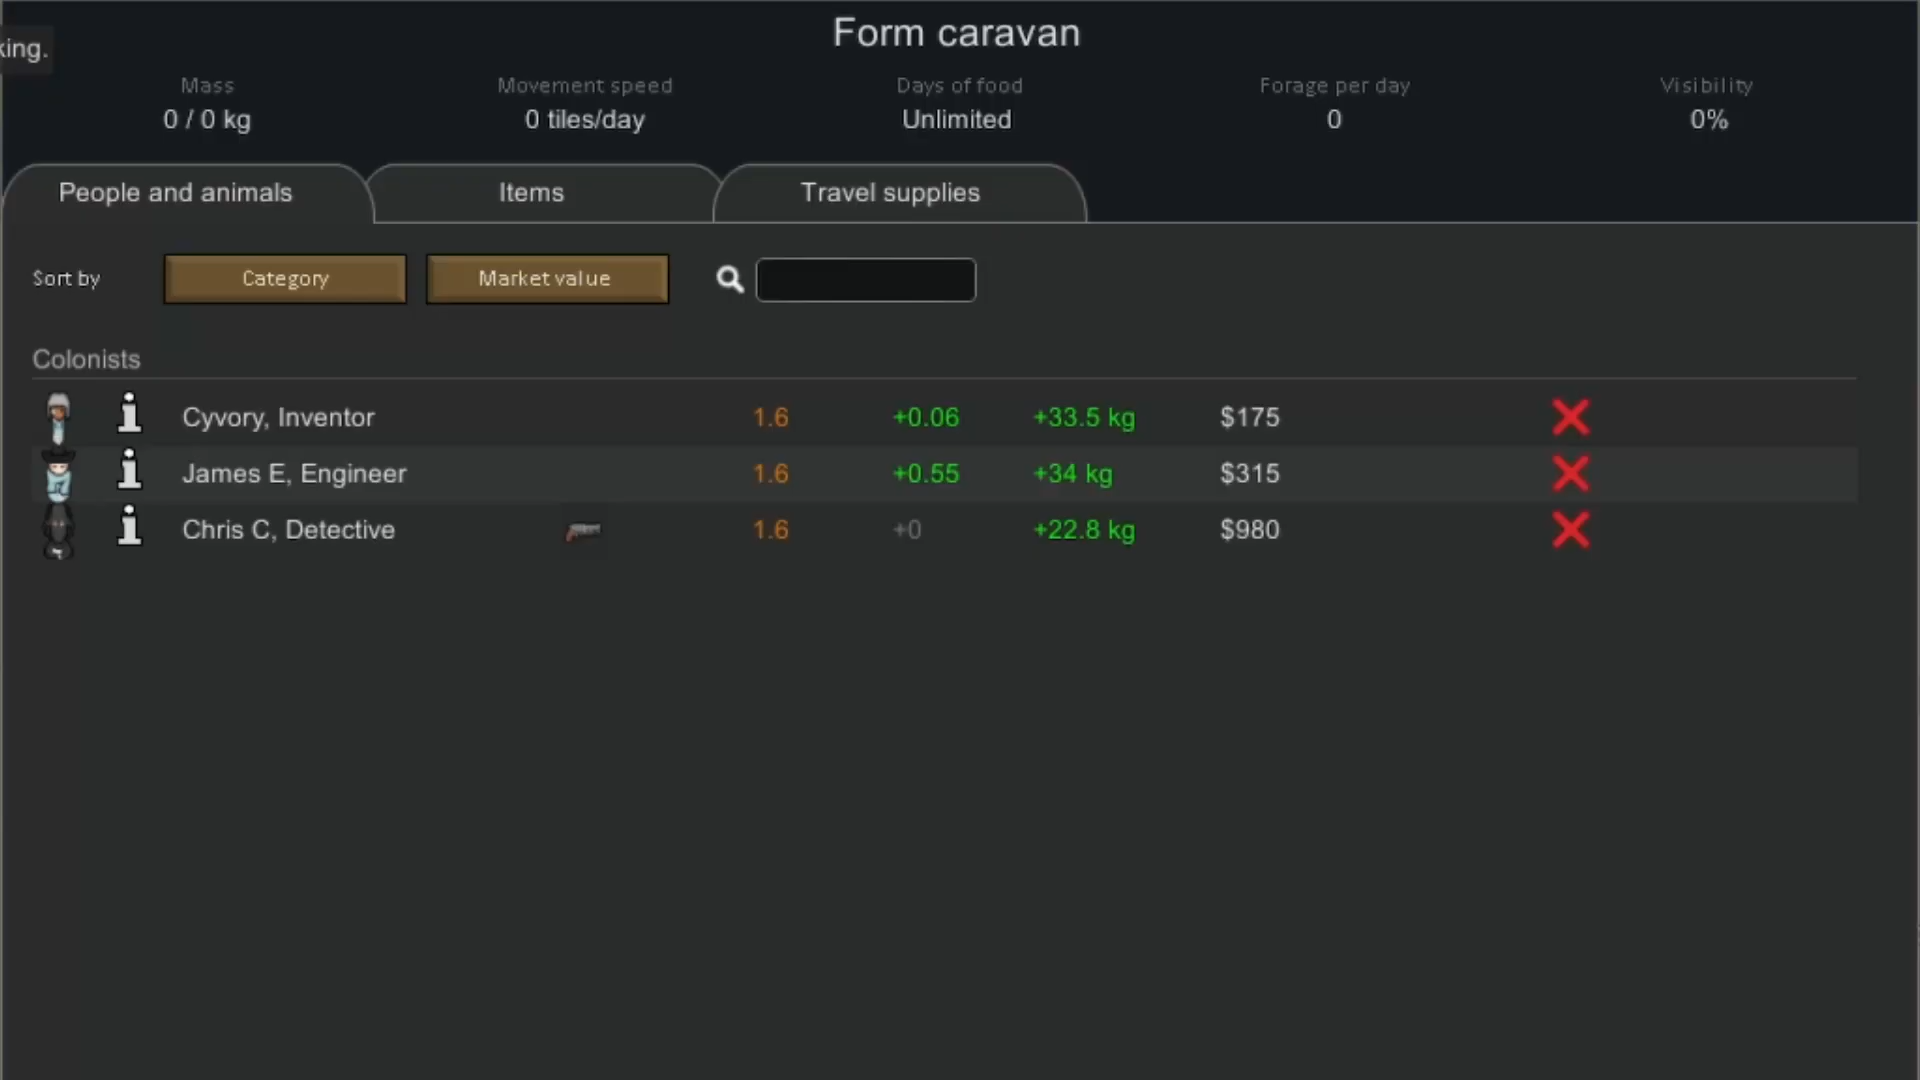 Form caravan
king.
Mass Movement speed Days of food Forage per day Visibility
0 / 0 kg 0 tiles/day Unlimited 0 0%
People and animals Items Travel supplies
Sort by Category Market value
Colonists
Cyvory, Inventor 1.6 +0.06 +33.5 kg $175
James E, Engineer 1.6 +0.55 +34 kg $315
Chris C, Detective 1.6 +0 +22.8 kg $980